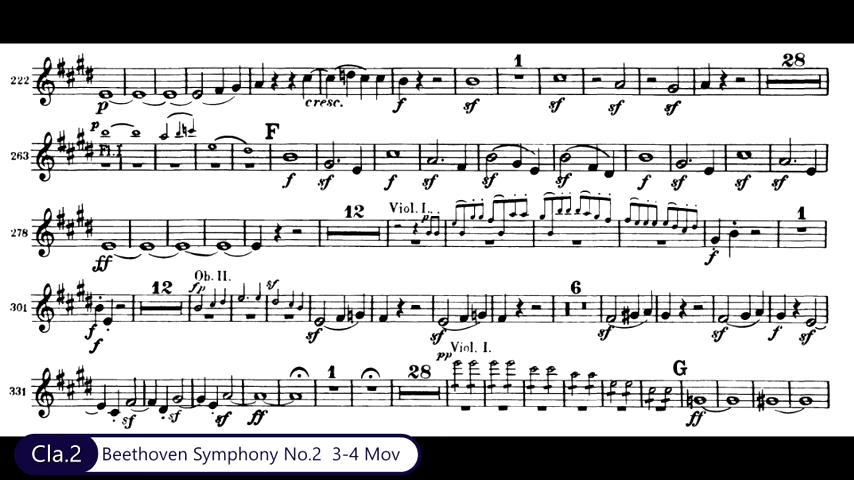 1 28
222 p cresc. f sf sf sf sf
p F
263 Fl. I f sf sf sf sf f sf sf
12 Viol. I. p 1
278 ff f
12 Ob. II. fp sf 6
301 f f sf sf sf sf f sf
1 28 pp Viol. I. G
331 sf sf sf ff ff
Cla.2 Beethoven Symphony No.2 3-4 Mov